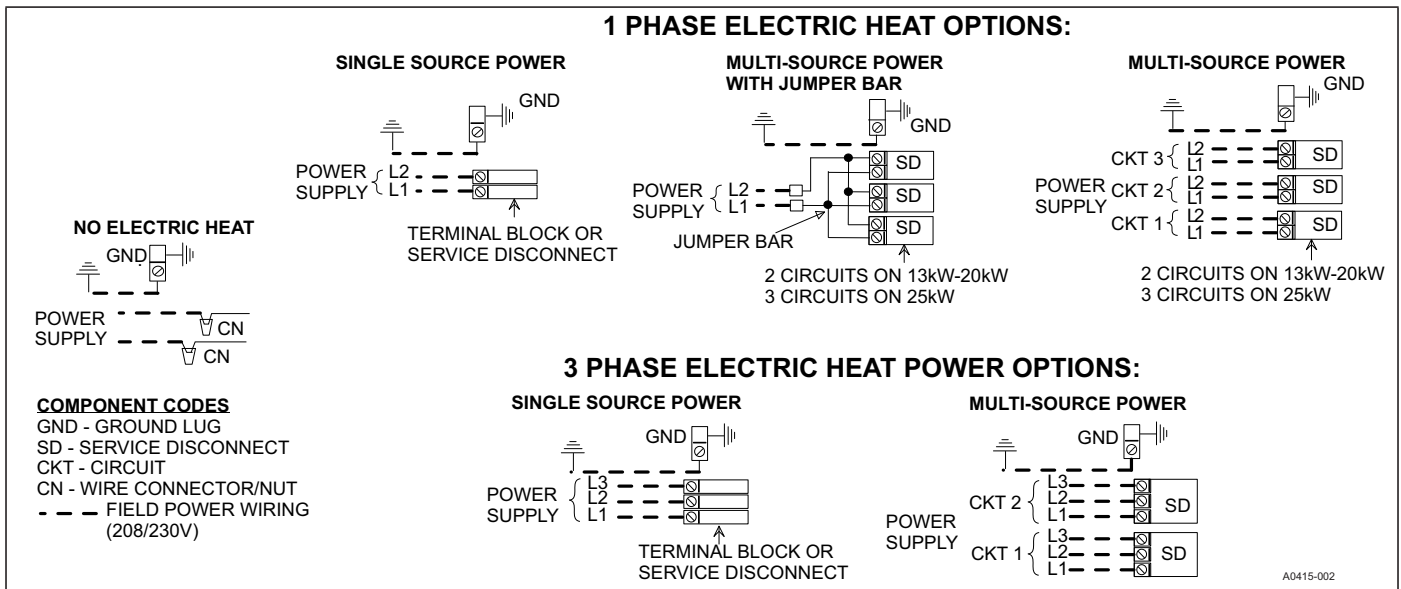 1 PHASE ELECTRIC HEAT OPTIONS:
SINGLE SOURCE POWER
GND
POWER
SUPPLY
L2
L1
TERMINAL BLOCK OR
SERVICE DISCONNECT
MULTI-SOURCE POWER
WITH JUMPER BAR
GND
POWER
SUPPLY
L2
L1
SD
SD
SD
JUMPER BAR
2 CIRCUITS ON 13kW-20kW
3 CIRCUITS ON 25kW
MULTI-SOURCE POWER
GND
POWER
SUPPLY
CKT 3
L2
L1
SD
CKT 2
L2
L1
SD
CKT 1
L2
L1
SD
2 CIRCUITS ON 13kW-20kW
3 CIRCUITS ON 25kW
NO ELECTRIC HEAT
GND
POWER
SUPPLY
CN
CN
COMPONENT CODES
GND - GROUND LUG
SD - SERVICE DISCONNECT
CKT - CIRCUIT
CN - WIRE CONNECTOR/NUT
FIELD POWER WIRING
(208/230V)
3 PHASE ELECTRIC HEAT POWER OPTIONS:
SINGLE SOURCE POWER
GND
POWER
SUPPLY
L3
L2
L1
TERMINAL BLOCK OR
SERVICE DISCONNECT
MULTI-SOURCE POWER
GND
POWER
SUPPLY
CKT 2
L3
L2
L1
SD
CKT 1
L3
L2
L1
SD
A0415-002